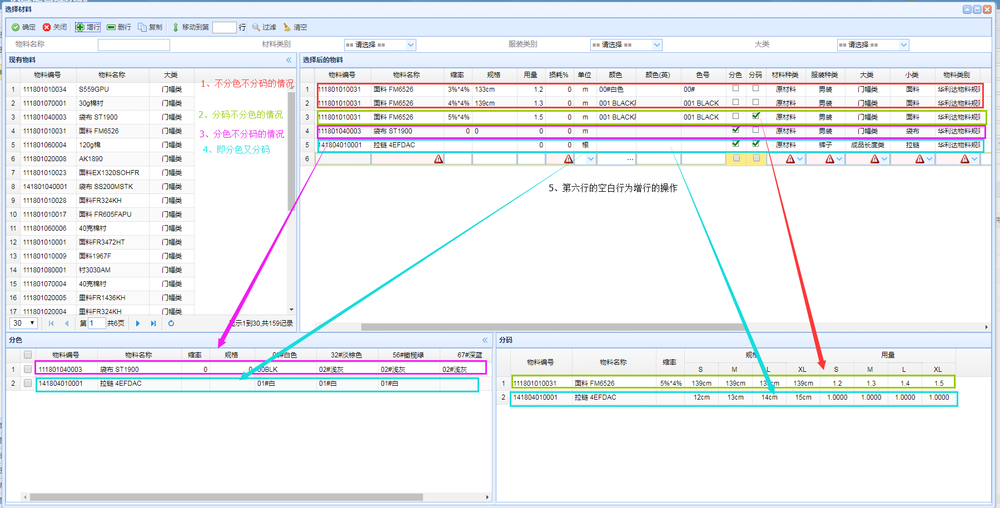 选择材料
确定 关闭 增行 删行 复制 移动到第 行 过滤 清空
物料名称 材料类别 == 请选择 == 服装类别 == 请选择 == 大类 == 请选择 ==
现有物料
物料编号 物料名称 大类
1 111801010034 S559GPU 门幅类
2 111801070001 30g棉衬 门幅类
3 111801040003 袋布 ST1900 门幅类
4 111801010031 面料 FM6526 门幅类
5 111801060004 120g棉 门幅类
6 111801020008 AK1890 门幅类
7 111801010023 面料EX1320SOHFR 门幅类
8 141801040001 袋布 SS200MSTK 门幅类
9 111801010028 面料FR324KH 门幅类
10 111801010017 面料 FR605FAPU 门幅类
11 111801060006 40克棉衬 门幅类
12 111801010001 面料FR3472HT 门幅类
13 111801010009 面料1967F 门幅类
14 111801080001 衬3030AM 门幅类
15 111801070004 40克棉衬 门幅类
16 111801020005 里料FR1436KH 门幅类
17 111801020004 里料FR324KH 门幅类
1、不分色不分码的情况
2、分码不分色的情况
3、分色不分码的情况
4、即分色又分码
30 第 1 共6页 显示1到30,共159记录
选择后的物料
物料编号 物料名称 缩率 规格 用量 损耗% 单位 颜色 颜色(英) 色号 分色 分码 材料种类 服装种类 大类 小类 物料类别
1 111801010031 面料 FM6526 3%*4% 133cm 1.2 0 m 00#白色 00# 原材料 男装 门幅类 面料 华利达物料规则
2 111801010031 面料 FM6526 4%*4% 139cm 1.3 0 m 001 BLACK 001 BLACK 原材料 男装 门幅类 面料 华利达物料规则
3 111801010031 面料 FM6526 5%*4% 1.5 0 m 001 BLACK 001 BLACK 原材料 男装 门幅类 面料 华利达物料规则
4 111801040003 袋布 ST1900 0 0 0 0 m 原材料 男装 门幅类 袋布 华利达物料规则
5 141804010001 拉链 4EFDAC 0 0 根 原材料 裤子 成品长度类 拉链 华利达物料规则
6 ...
5、第六行的空白行为增行的操作
分色
物料编号 物料名称 缩率 规格 00#白色 32#淡棕色 56#橄榄绿 67#深蓝
1 111801040003 袋布 ST1900 0 0 00BLK 02#浅灰 02#浅灰 02#浅灰
2 141804010001 拉链 4EFDAC 01#白 01#白 01#白
分码
物料编号 物料名称 缩率 规格 用量
S M L XL S M L XL
1 111801010031 面料 FM6526 5%*4% 139cm 139cm 139cm 139cm 1.2 1.3 1.4 1.5
2 141804010001 拉链 4EFDAC 12cm 13cm 14cm 15cm 1.0000 1.0000 1.0000 1.0000